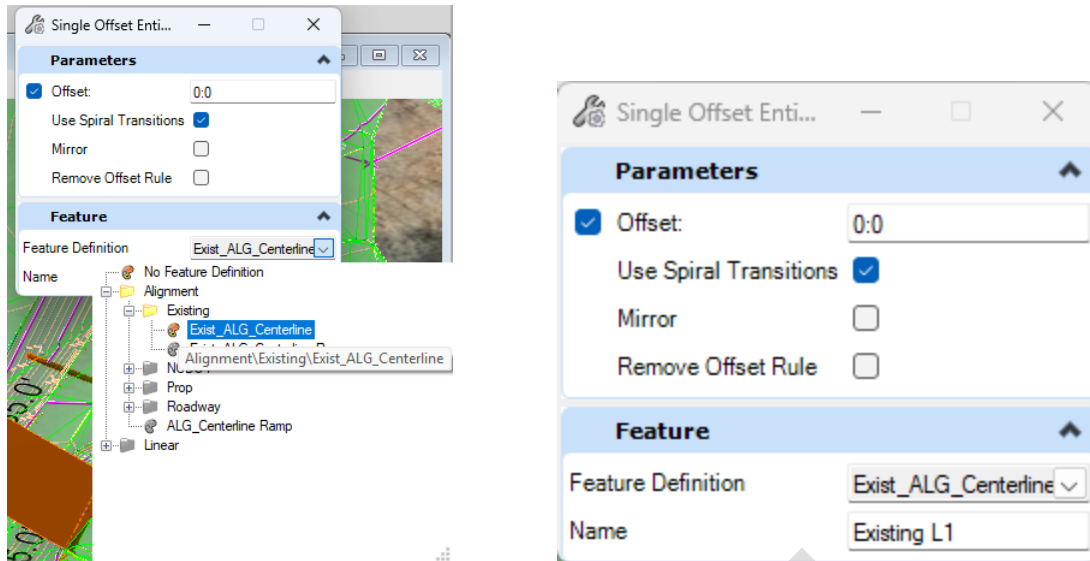 Single Offset Enti...
Parameters
Offset: 0:0
Use Spiral Transitions
Mirror
Remove Offset Rule
Feature
Feature Definition Exist_ALG_Centerline
Name
No Feature Definition
Alignment
Existing
Exist_ALG_Centerline
Alignment\Existing\Exist_ALG_Centerline
Prop
Roadway
ALG_Centerline Ramp
Linear
Single Offset Enti...
Parameters
Offset: 0:0
Use Spiral Transitions
Mirror
Remove Offset Rule
Feature
Feature Definition Exist_ALG_Centerline
Name Existing L1